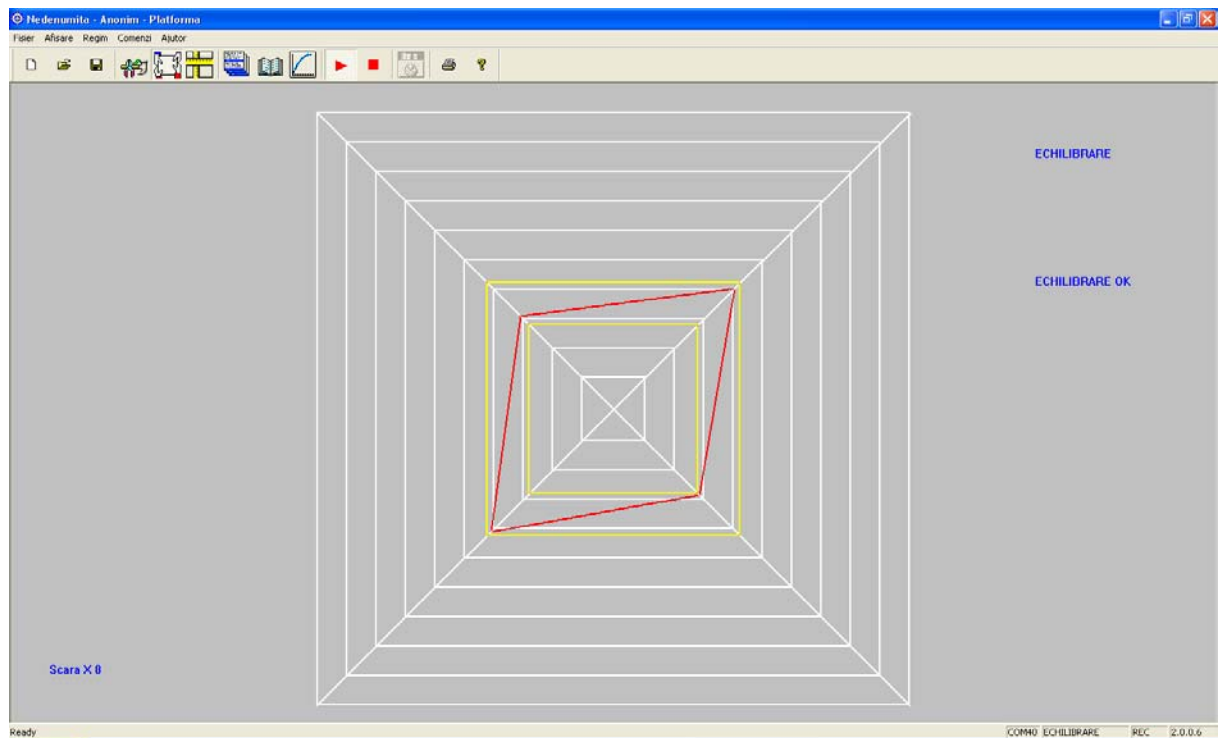 Nedenumita - Anonim - Platforma
Fisier Afisare Regim Comenzi Ajutor
ECHILIBRARE
ECHILIBRARE OK
Scara X 8
Ready
COM40 ECHILIBRARE REC 2.0.0.6